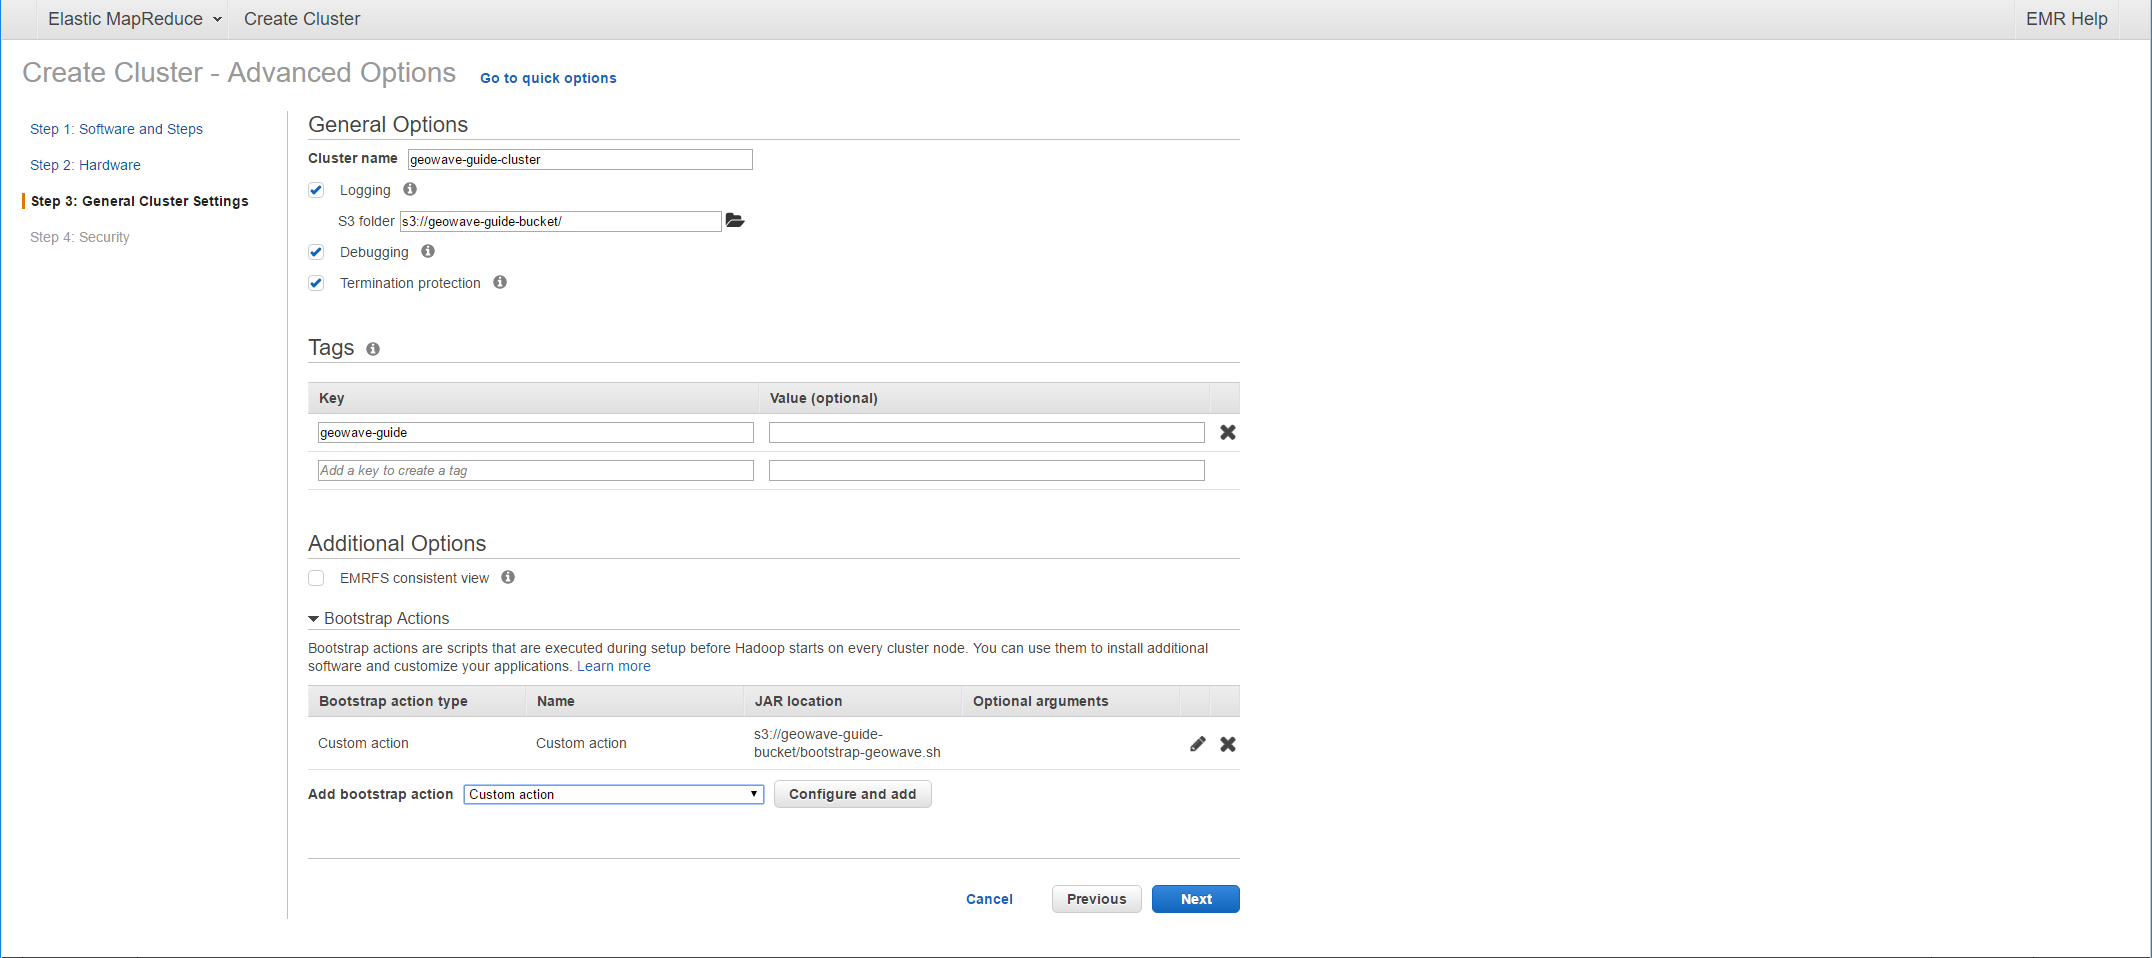 Elastic MapReduce Create Cluster EMR Help
Create Cluster - Advanced Options Go to quick options
Step 1: Software and Steps
Step 2: Hardware
Step 3: General Cluster Settings
Step 4: Security
General Options
Cluster name geowave-guide-cluster
Logging
S3 folder s3://geowave-guide-bucket/
Debugging
Termination protection
Tags
Key Value (optional)
geowave-guide
Add a key to create a tag
Additional Options
EMRFS consistent view
Bootstrap Actions
Bootstrap actions are scripts that are executed during setup before Hadoop starts on every cluster node. You can use them to install additional
software and customize your applications. Learn more
Bootstrap action type Name JAR location Optional arguments
Custom action Custom action s3://geowave-guide-
bucket/bootstrap-geowave.sh
Add bootstrap action Custom action Configure and add
Cancel Previous Next